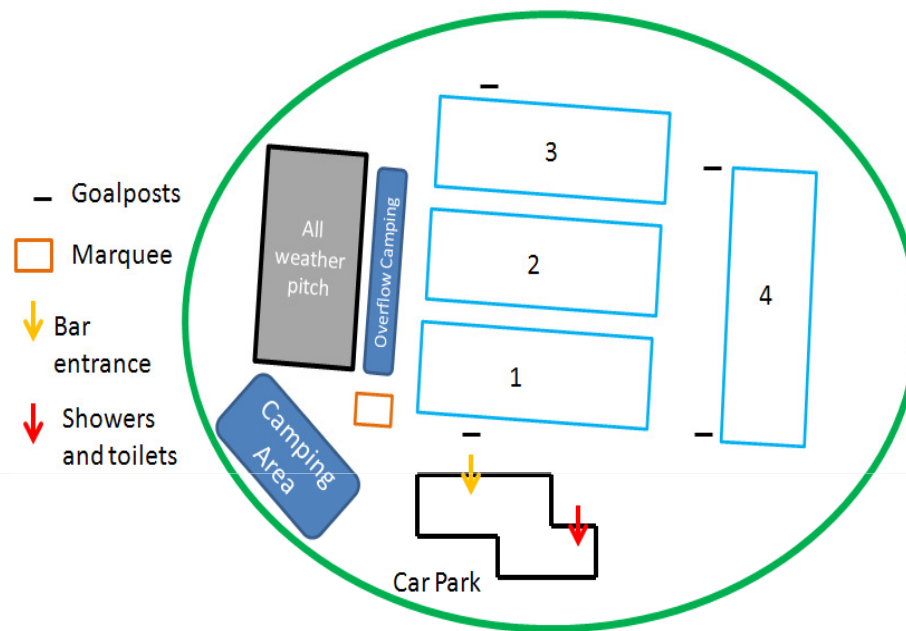 Goalposts
Marquee
Bar
entrance
Showers
and toilets
All
weather
pitch
Overflow Camping
Camping
Area
3
2
1
4
Car Park